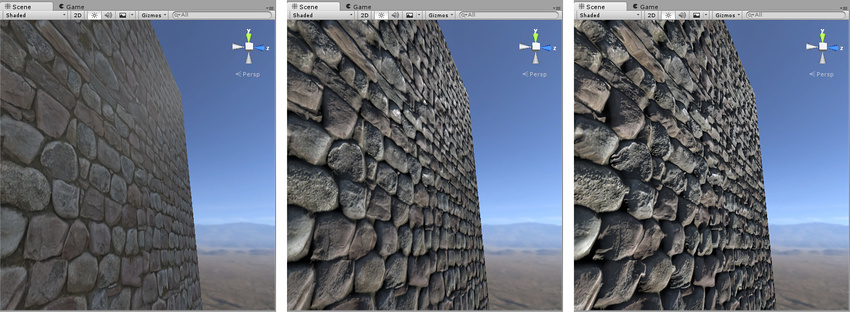 Scene Game
Shaded 2D Gizmos All
y
z
Persp
Scene Game
Shaded 2D Gizmos All
y
z
Persp
Scene Game
Shaded 2D Gizmos All
y
z
Persp